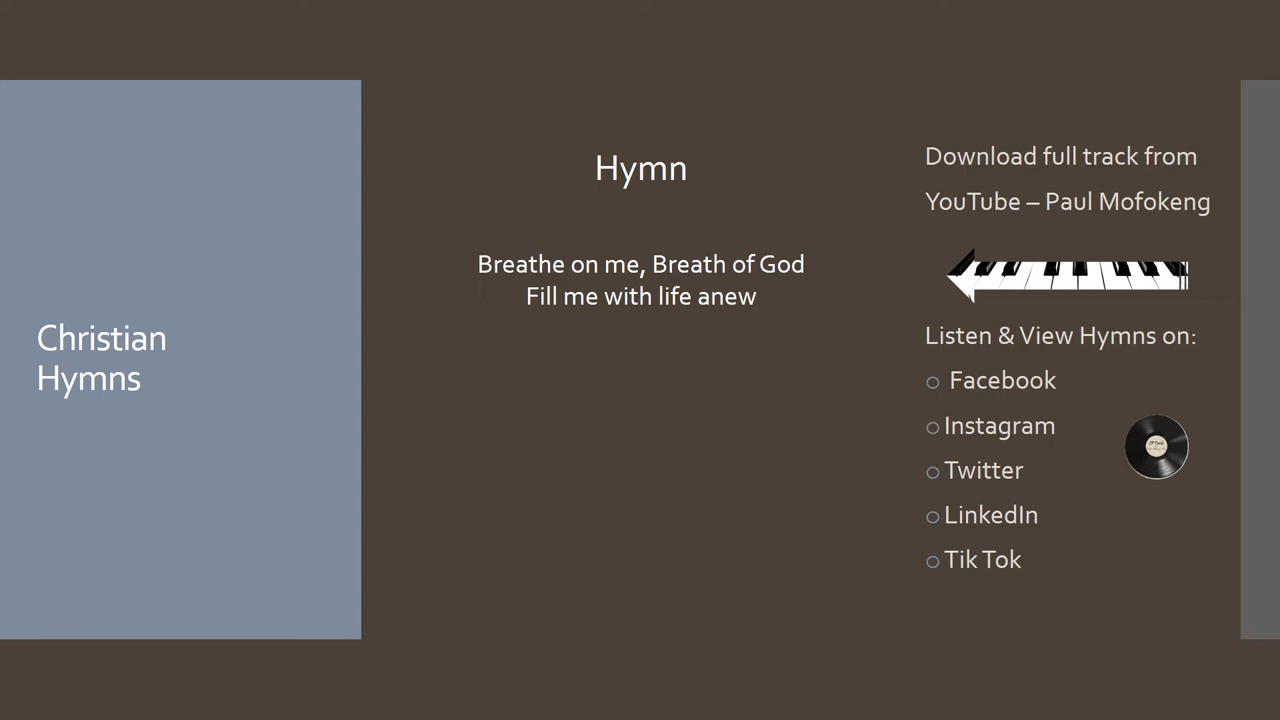 Christian
Hymns
Hymn
Breathe on me, Breath of God
Fill me with life anew
Download full track from
YouTube – Paul Mofokeng
Listen & View Hymns on:
Facebook
Instagram
Twitter
LinkedIn
Tik Tok